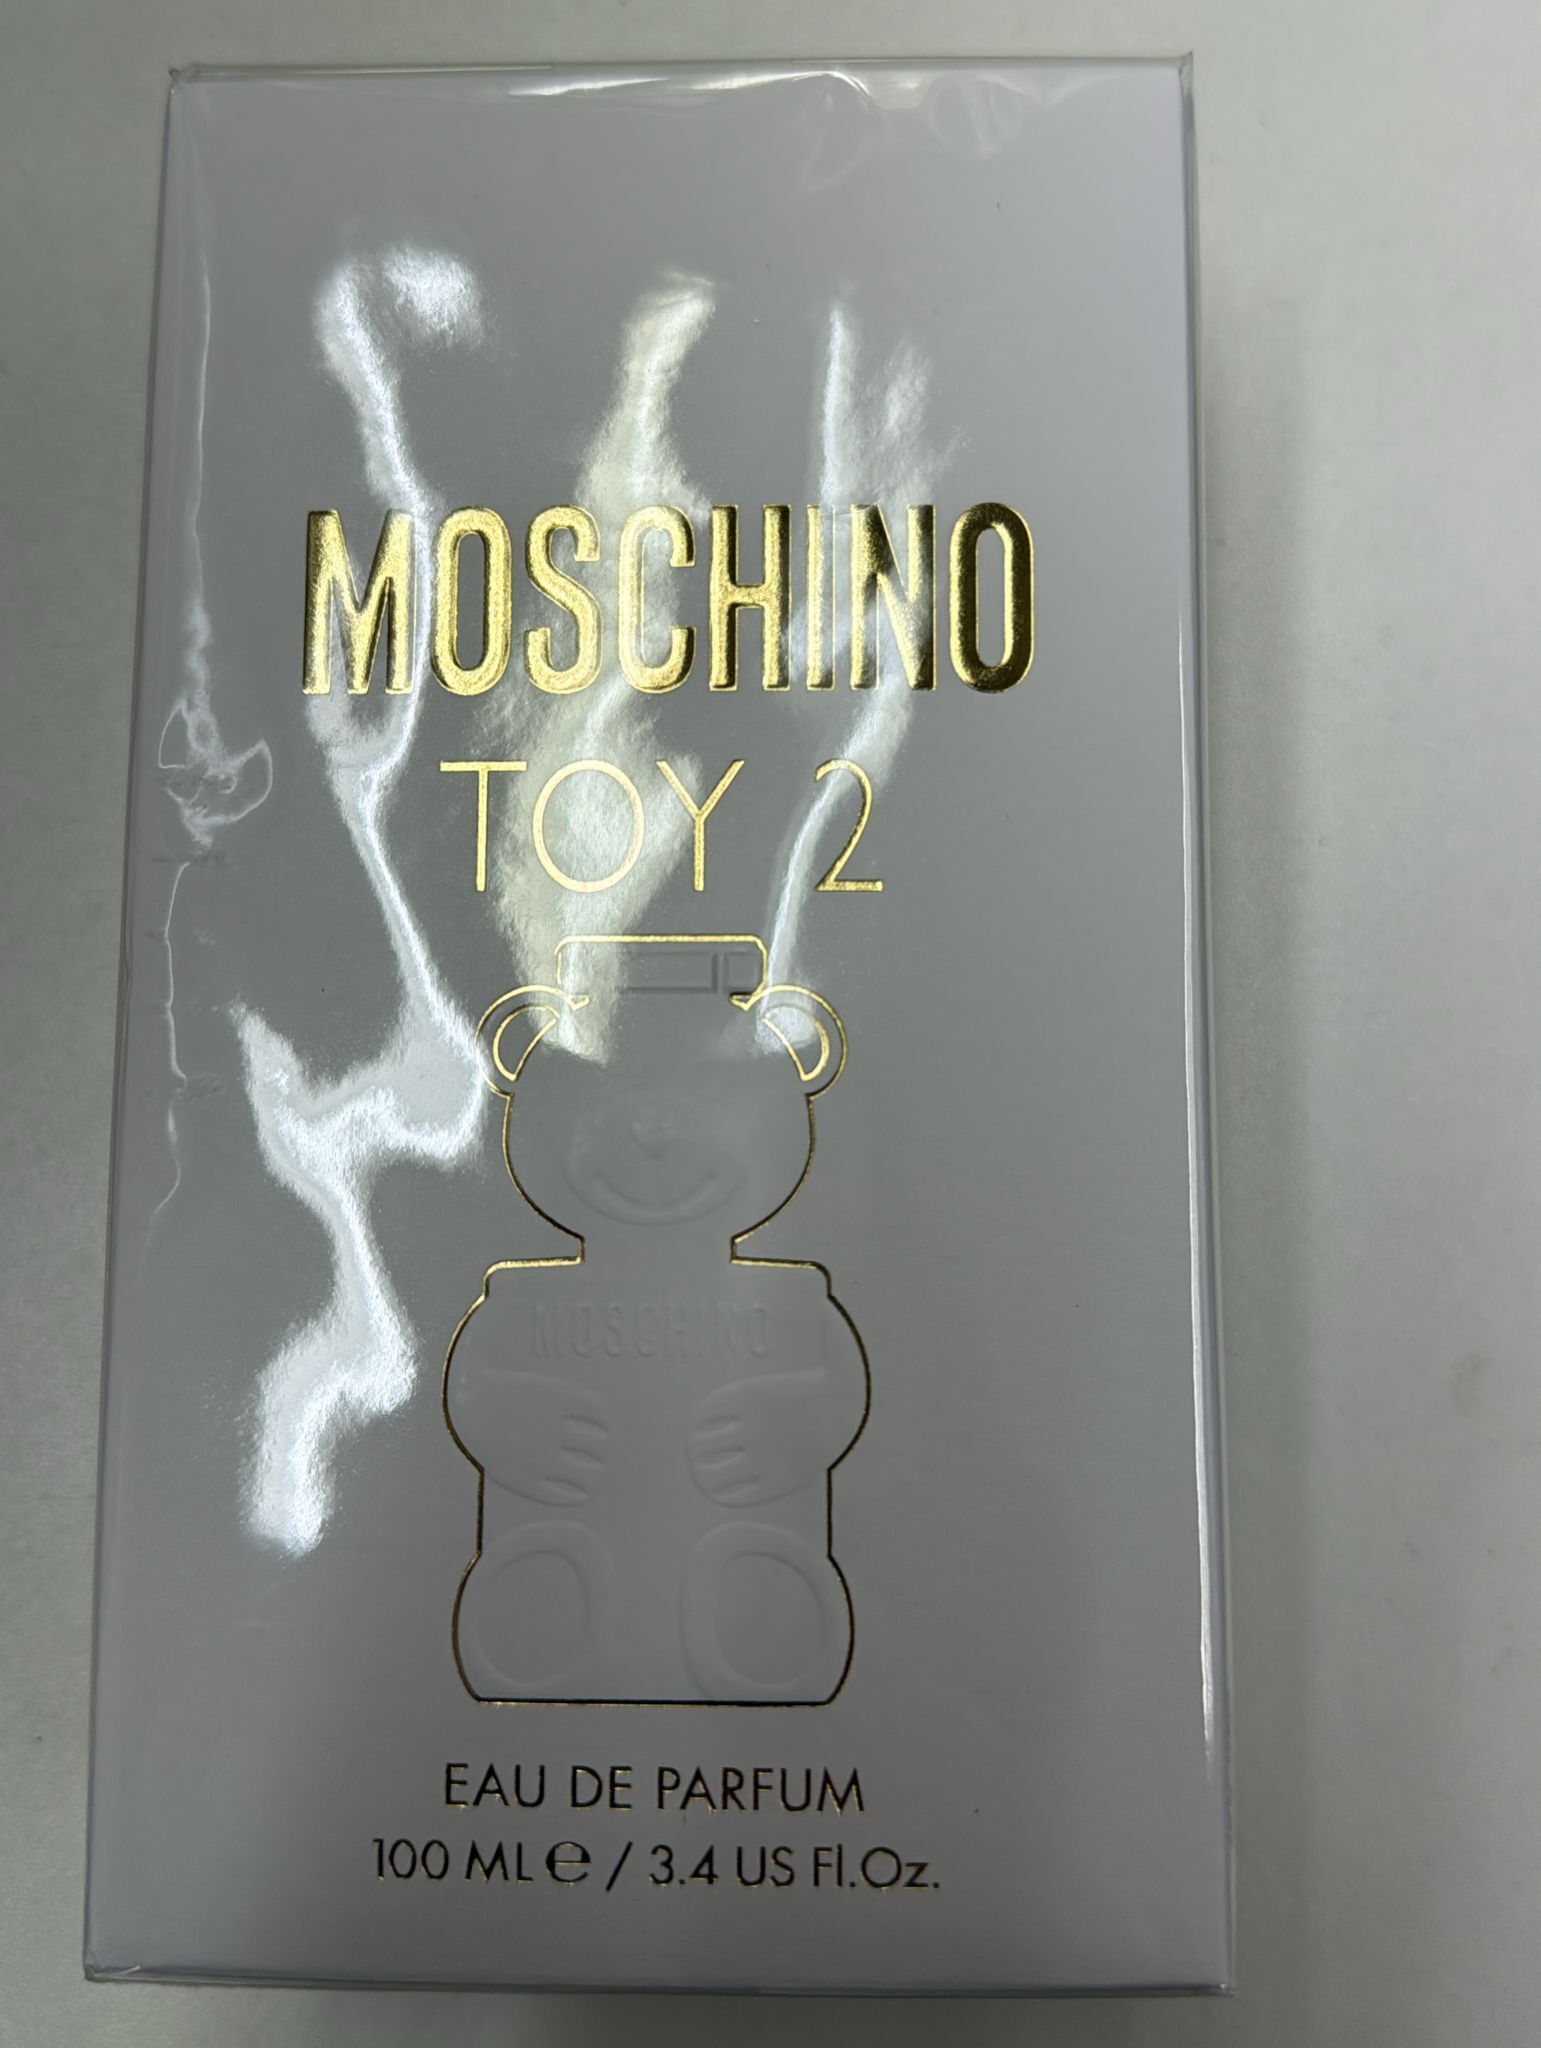 MOSCHINO
TOY 2
MOSCHINO
EAU DE PARFUM
100 ML ℮ / 3.4 US Fl.Oz.